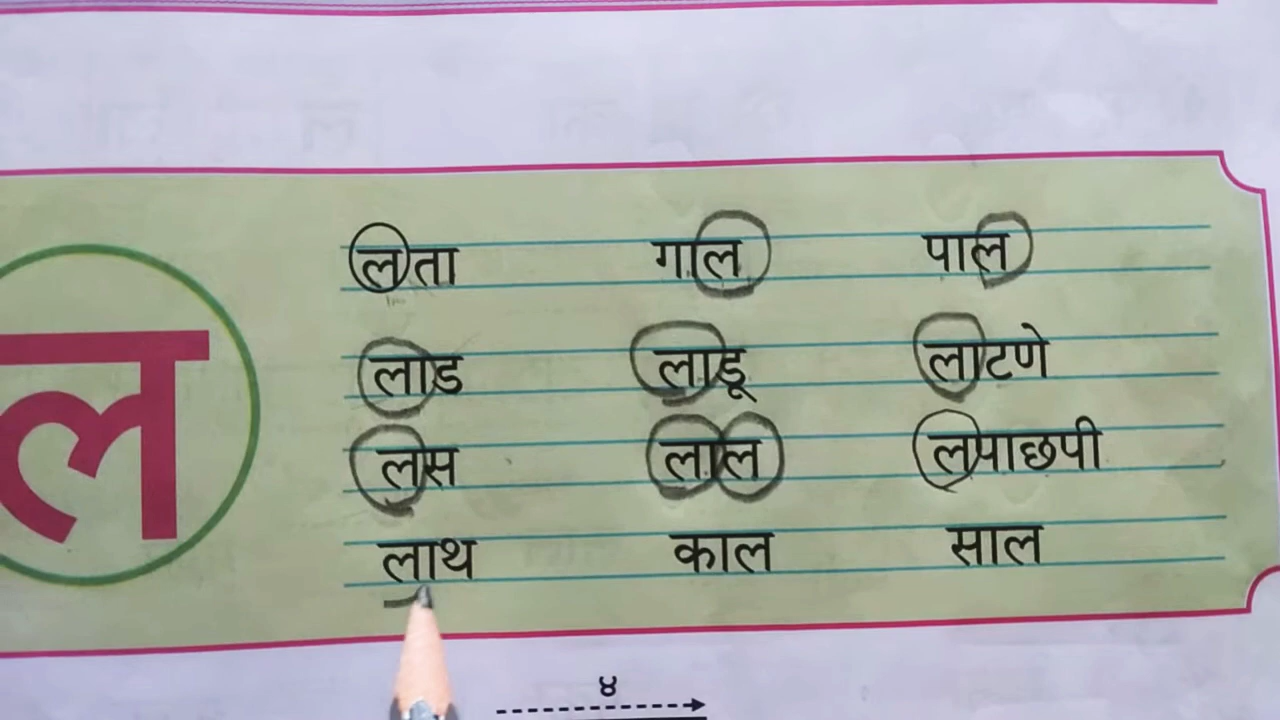 ल
लता गाल पाल
लाड लाडू लाटणे
लस लाल लपाछपी
लाथ काल साल
४